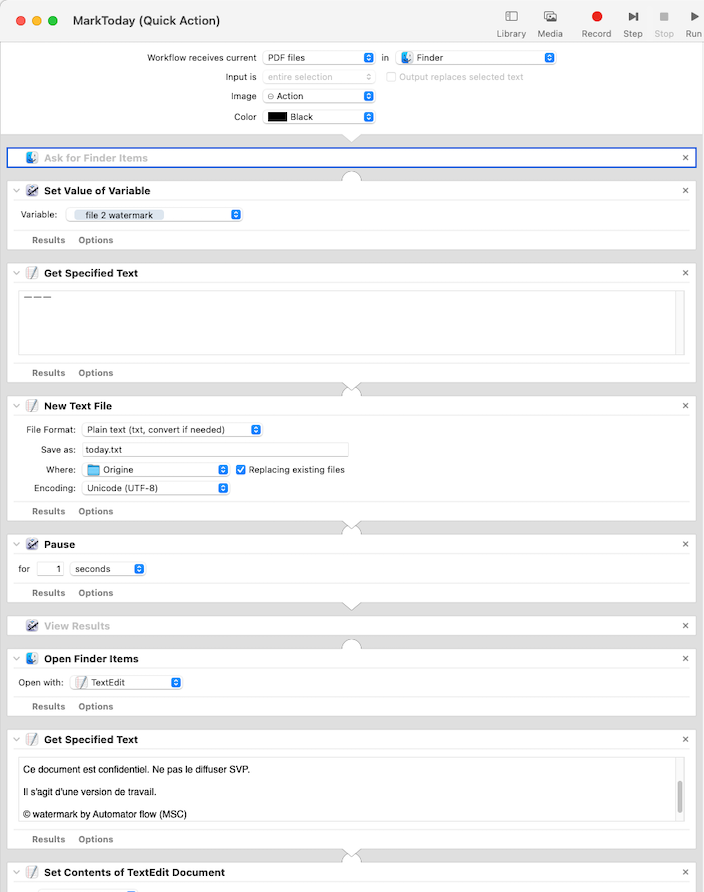 MarkToday (Quick Action)
Library Media Record Step Stop Run
Workflow receives current PDF files in Finder
Input is entire selection Output replaces selected text
Image Action
Color Black
Ask for Finder Items
Set Value of Variable
Variable: file 2 watermark
Results Options
Get Specified Text
———
Results Options
New Text File
File Format: Plain text (txt, convert if needed)
Save as: today.txt
Where: Origine Replacing existing files
Encoding: Unicode (UTF-8)
Results Options
Pause
for 1 seconds
Results Options
View Results
Open Finder Items
Open with: TextEdit
Results Options
Get Specified Text
Ce document est confidentiel. Ne pas le diffuser SVP.
Il s'agit d'une version de travail.
© watermark by Automator flow (MSC)
Results Options
Set Contents of TextEdit Document